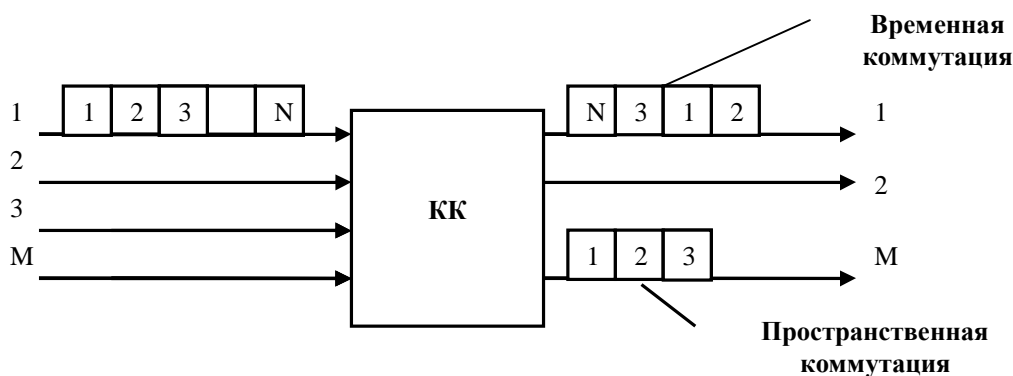 Временная
коммутация
1 1 2 3 N N 3 1 2 1
2 2
3 КК
М 1 2 3 М
Пространственная
коммутация